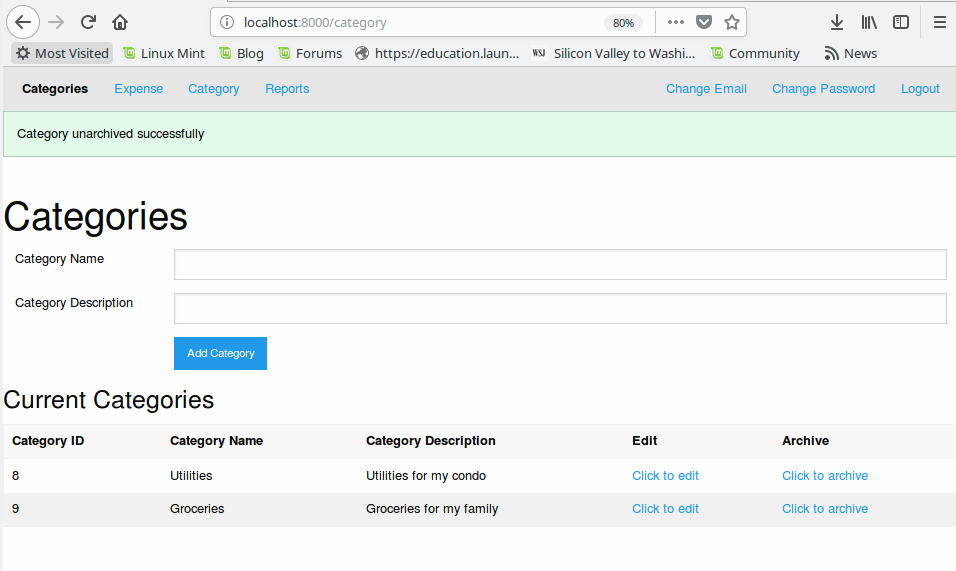 localhost:8000/category 80%
Most Visited Linux Mint Blog Forums https://education.laun... WSJ Silicon Valley to Washi... Community News
Categories Expense Category Reports Change Email Change Password Logout
Category unarchived successfully
Categories
Category Name
Category Description
Add Category
Current Categories
Category ID Category Name Category Description Edit Archive
8 Utilities Utilities for my condo Click to edit Click to archive
9 Groceries Groceries for my family Click to edit Click to archive